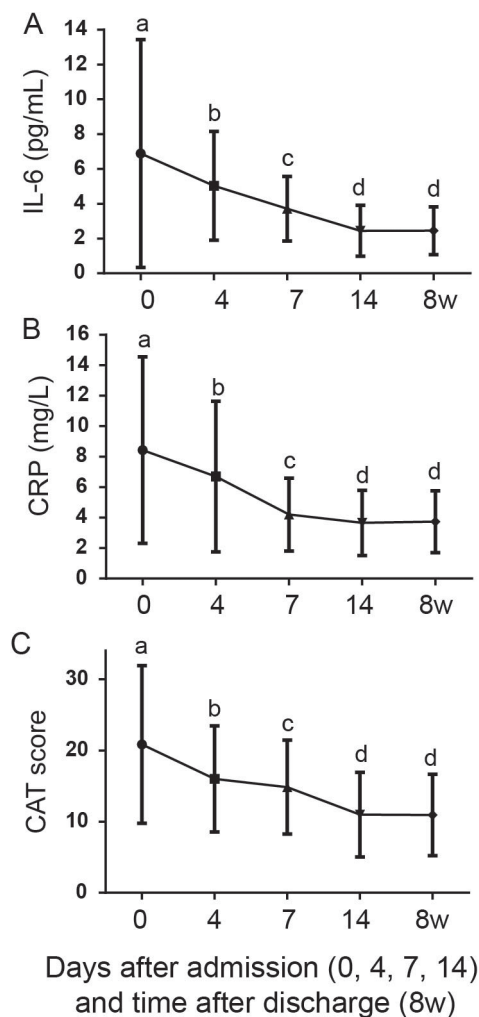 A
IL-6 (pg/mL)
14
12
10
8
6
4
2
0
a
b
c
d
d
0 4 7 14 8w
B
CRP (mg/L)
16
14
12
10
8
6
4
2
0
a
b
c
d
d
0 4 7 14 8w
C
CAT score
30
20
10
0
a
b
c
d
d
0 4 7 14 8w
Days after admission (0, 4, 7, 14)
and time after discharge (8w)